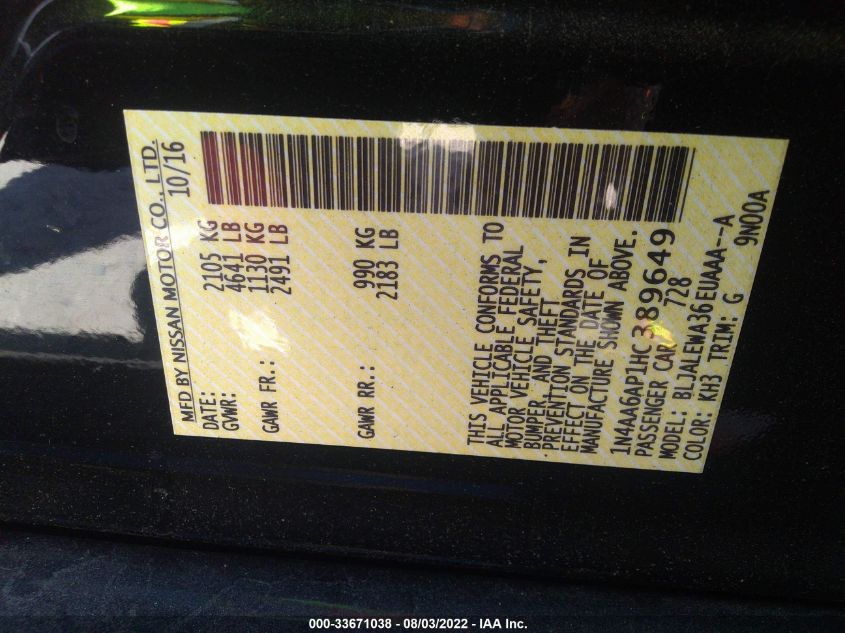 MFD BY NISSAN MOTOR CO., LTD.
DATE: 10/16
GVWR: 2105 KG
4641 LB
GAWR FR.: 1130 KG
2491 LB
GAWR RR.: 990 KG
2183 LB
THIS VEHICLE CONFORMS TO
ALL APPLICABLE FEDERAL
MOTOR VEHICLE SAFETY,
BUMPER, AND THEFT
PREVENTION STANDARDS IN
EFFECT ON THE DATE OF
MANUFACTURE SHOWN ABOVE.
1N4AA6AP1HC389649
PASSENGER CAR 728
MODEL: BLJALEWA36EUAAA--A
COLOR: KH3 TRIM: G 9N00A
000-33671038 - 08/03/2022 - IAA Inc.